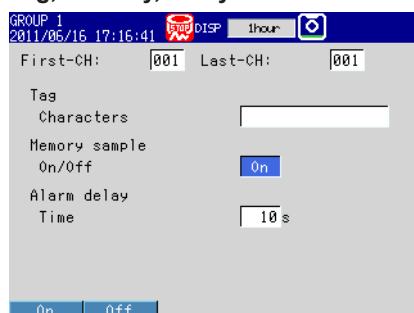 GROUP 1
2011/06/16 17:16:41 STOP DISP 1hour
First-CH: 001 Last-CH: 001
Tag
Characters
Memory sample
On/Off On
Alarm delay
Time 10 s
On Off